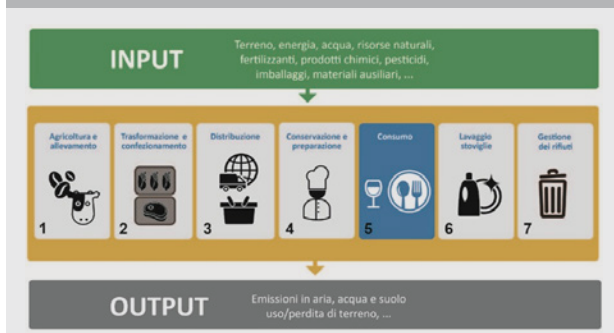 INPUT
Terreno, energia, acqua, risorse naturali,
fertilizzanti, prodotti chimici, pesticidi,
imballaggi, materiali ausiliari, ...
Agricoltura e
allevamento
1
Trasformazione e
confezionamento
2
Distribuzione
3
Conservazione e
preparazione
4
Consumo
5
Lavaggio
stoviglie
6
Gestione
dei rifiuti
7
OUTPUT
Emissioni in aria, acqua e suolo
uso/perdita di terreno, ...